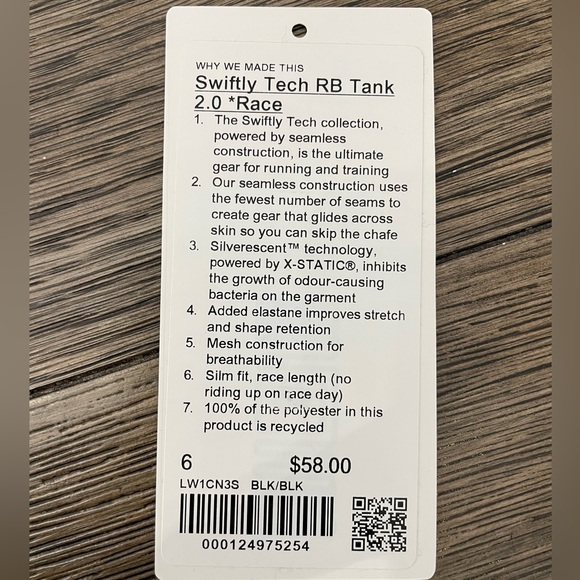 WHY WE MADE THIS
Swiftly Tech RB Tank
2.0 *Race
1. The Swiftly Tech collection,
powered by seamless
construction, is the ultimate
gear for running and training
2. Our seamless construction uses
the fewest number of seams to
create gear that glides across
skin so you can skip the chafe
3. Silverescent™ technology,
powered by X-STATIC®, inhibits
the growth of odour-causing
bacteria on the garment
4. Added elastane improves stretch
and shape retention
5. Mesh construction for
breathability
6. Silm fit, race length (no
riding up on race day)
7. 100% of the polyester in this
product is recycled
6 $58.00
LW1CN3S BLK/BLK
000124975254